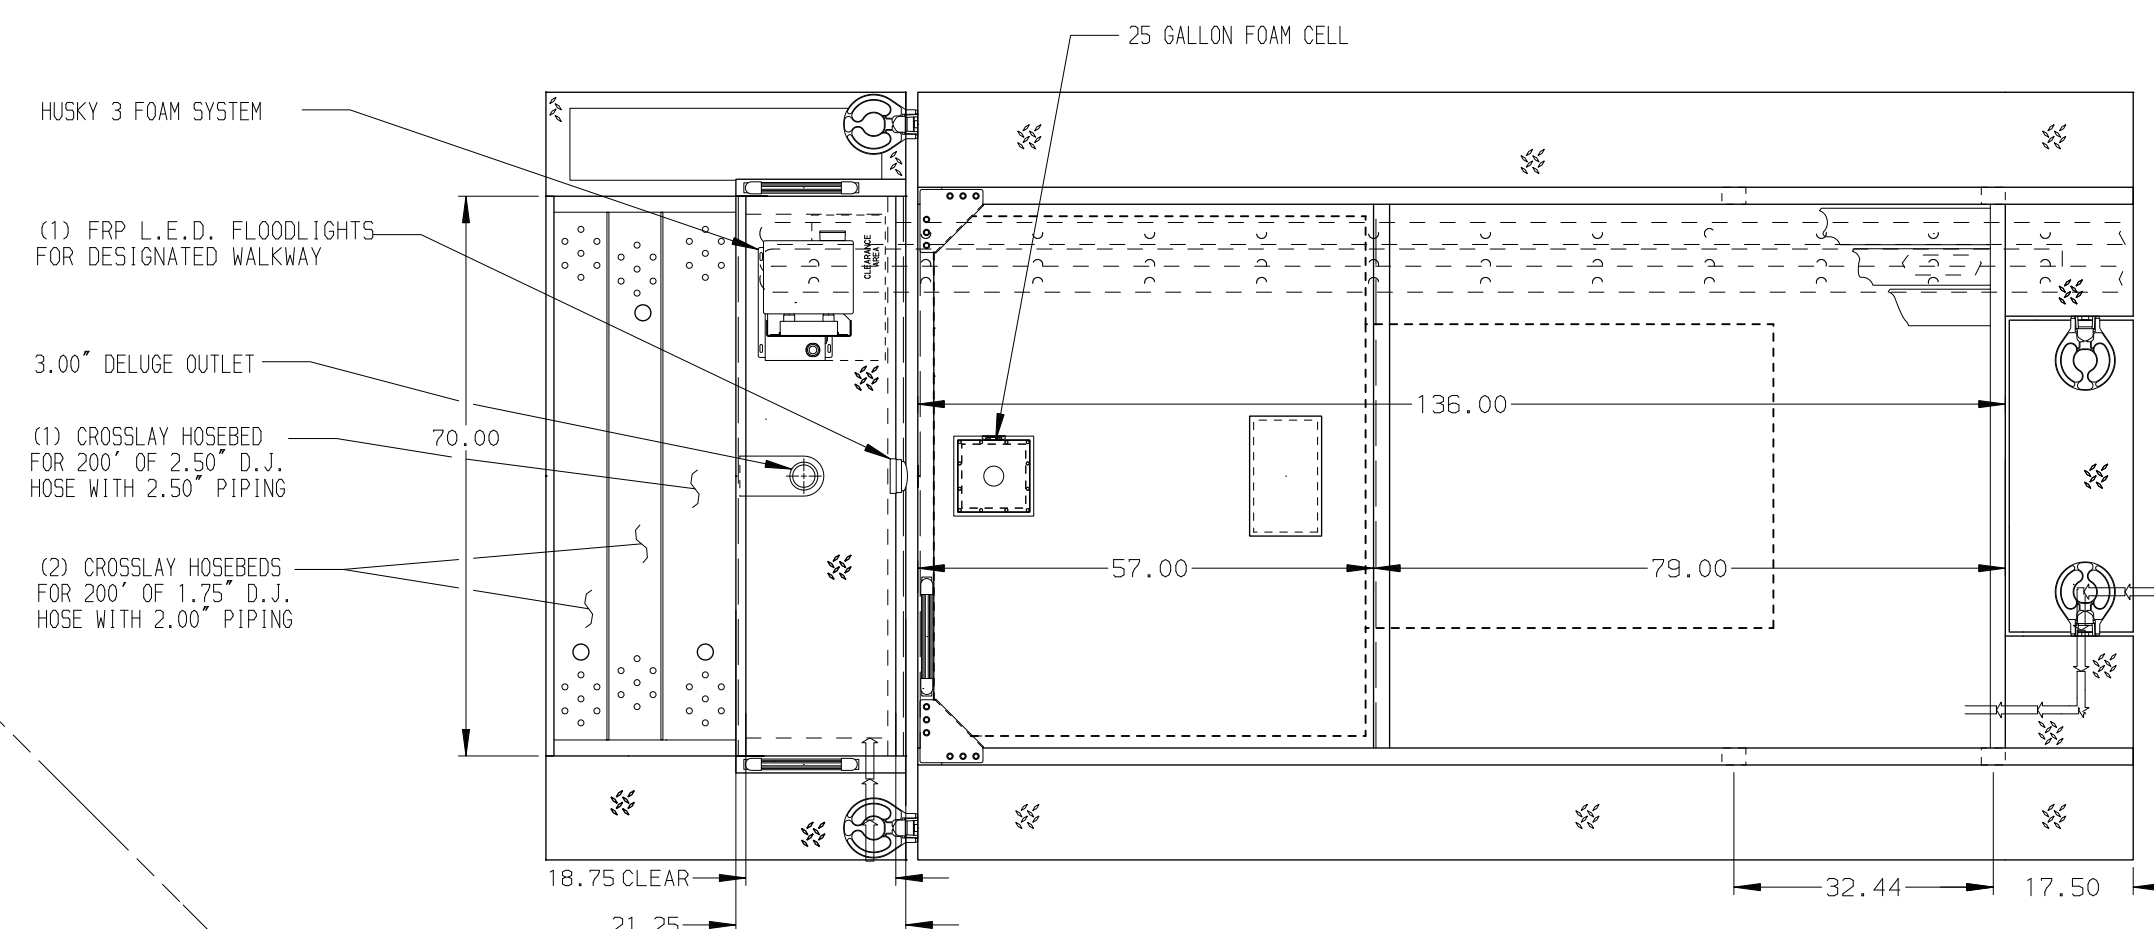 25 GALLON FOAM CELL
HUSKY 3 FOAM SYSTEM
(1) FRP L.E.D. FLOODLIGHTS
FOR DESIGNATED WALKWAY
CLEARANCE
AREA
3.00" DELUGE OUTLET
(1) CROSSLAY HOSEBED
FOR 200' OF 2.50" D.J.
HOSE WITH 2.50" PIPING
70.00
136.00
(2) CROSSLAY HOSEBEDS
FOR 200' OF 1.75" D.J.
HOSE WITH 2.00" PIPING
57.00
79.00
18.75 CLEAR
32.44
17.50
21.25